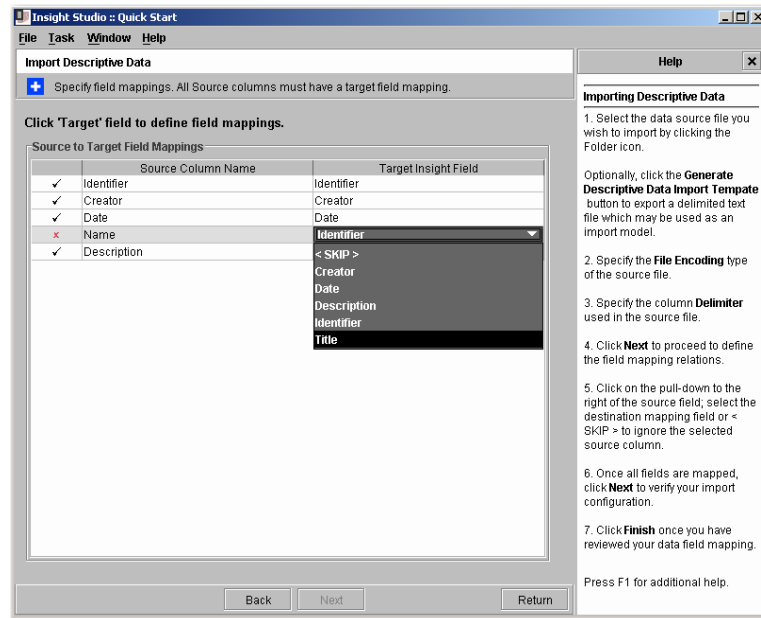 Insight Studio :: Quick Start
File Task Window Help
Import Descriptive Data
Specify field mappings. All Source columns must have a target field mapping.
Click 'Target' field to define field mappings.
Source to Target Field Mappings
Source Column Name Target Insight Field
Identifier Identifier
Creator Creator
Date Date
Name Identifier
Description
< SKIP >
Creator
Date
Description
Identifier
Title
Back Next Return
Help
Importing Descriptive Data
1. Select the data source file you
wish to import by clicking the
Folder icon.
Optionally, click the Generate
Descriptive Data Import Tempate
button to export a delimited text
file which may be used as an
import model.
2. Specify the File Encoding type
of the source file.
3. Specify the column Delimiter
used in the source file.
4. Click Next to proceed to define
the field mapping relations.
5. Click on the pull-down to the
right of the source field; select the
destination mapping field or <
SKIP > to ignore the selected
source column.
6. Once all fields are mapped,
click Next to verify your import
configuration.
7. Click Finish once you have
reviewed your data field mapping.
Press F1 for additional help.